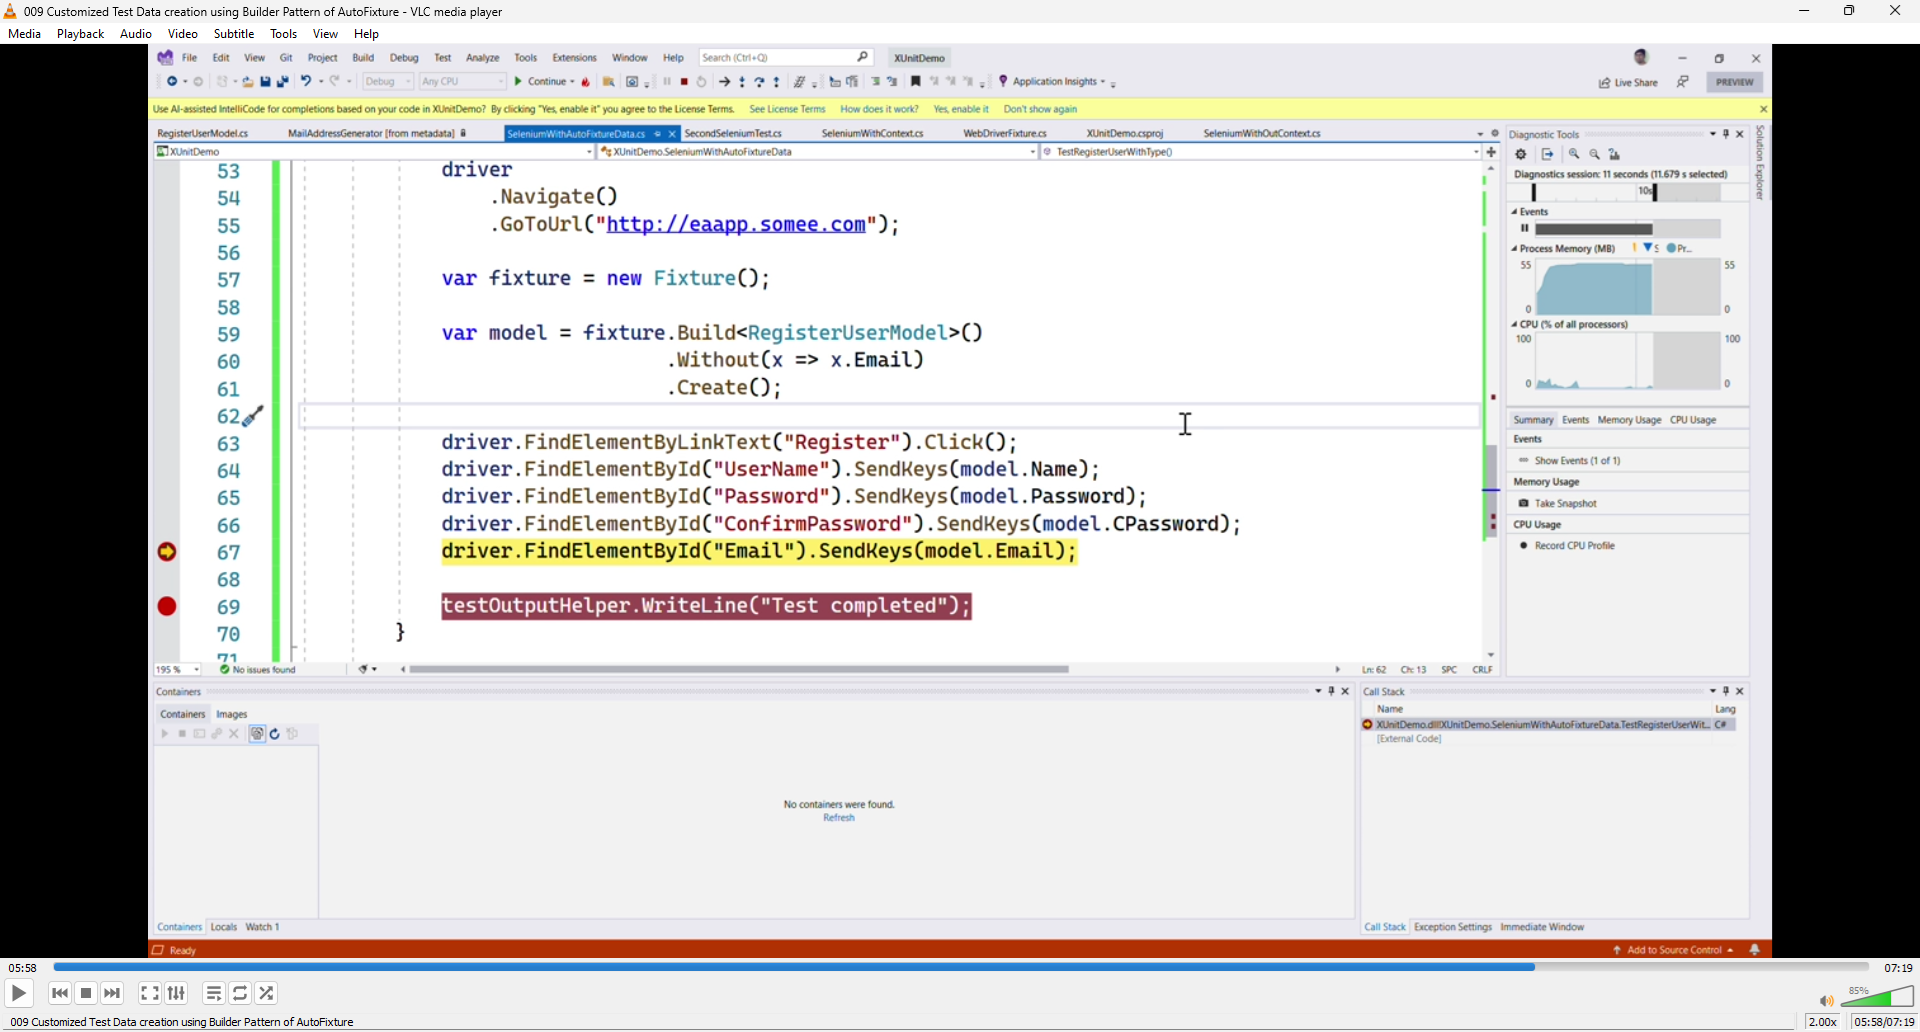 009 Customized Test Data creation using Builder Pattern of AutoFixture - VLC media player
Media Playback Audio Video Subtitle Tools View Help
File Edit View Git Project Build Debug Test Analyze Tools Extensions Window Help Search (Ctrl+Q) XUnitDemo
Debug Any CPU Continue Application Insights Live Share PREVIEW
Use AI-assisted IntelliCode for completions based on your code in XUnitDemo? By clicking "Yes, enable it" you agree to the License Terms. See License Terms How does it work? Yes, enable it Don't show again
RegisterUserModel.cs MailAddressGenerator [from metadata] SeleniumWithAutoFixtureData.cs SecondSeleniumTest.cs SeleniumWithContext.cs WebDriverFixture.cs XUnitDemo.csproj SeleniumWithOutContext.cs
XUnitDemo XUnitDemo.SeleniumWithAutoFixtureData TestRegisterUserWithType()
53 driver
54 .Navigate()
55 .GoToUrl("http://eaapp.somee.com");
56
57 var fixture = new Fixture();
58
59 var model = fixture.Build<RegisterUserModel>()
60 .Without(x => x.Email)
61 .Create();
62
63 driver.FindElementByLinkText("Register").Click();
64 driver.FindElementById("UserName").SendKeys(model.Name);
65 driver.FindElementById("Password").SendKeys(model.Password);
66 driver.FindElementById("ConfirmPassword").SendKeys(model.CPassword);
67 driver.FindElementById("Email").SendKeys(model.Email);
68
69 testOutputHelper.WriteLine("Test completed");
70 }
71
195 % No issues found Ln: 62 Ch: 13 SPC CRLF
Diagnostic Tools
Solution Explorer
Diagnostics session: 11 seconds (11.679 s selected)
10s
Events
Process Memory (MB) S Pr...
55 55
0 0
CPU (% of all processors)
100 100
0 0
Summary Events Memory Usage CPU Usage
Events
Show Events (1 of 1)
Memory Usage
Take Snapshot
CPU Usage
Record CPU Profile
Containers
Containers Images
No containers were found.
Refresh
Containers Locals Watch 1
Call Stack
Name Lang
XUnitDemo.dll!XUnitDemo.SeleniumWithAutoFixtureData.TestRegisterUserWit... C#
[External Code]
Call Stack Exception Settings Immediate Window
Ready Add to Source Control
05:58 07:19
85%
009 Customized Test Data creation using Builder Pattern of AutoFixture 2.00x 05:58/07:19